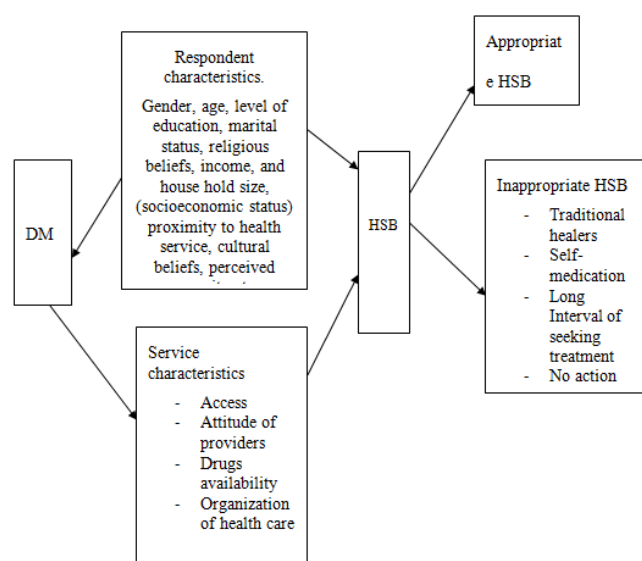 Respondent
characteristics.
Gender, age, level of
education, marital
status, religious
beliefs, income, and
house hold size,
(socioeconomic status)
proximity to health
service, cultural
beliefs, perceived
Appropriat
e HSB
DM
HSB
Inappropriate HSB
- Traditional
healers
- Self-
medication
- Long
Interval of
seeking
treatment
- No action
Service
characteristics
- Access
- Attitude of
providers
- Drugs
availability
- Organization
of health care